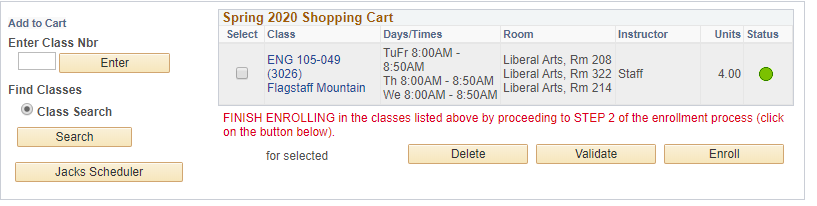 Add to Cart
Enter Class Nbr
Enter
Find Classes
Class Search
Search
Jacks Scheduler
Spring 2020 Shopping Cart
Select Class Days/Times Room Instructor Units Status
ENG 105-049
(3026)
Flagstaff Mountain
TuFr 8:00AM -
8:50AM
Th 8:00AM - 8:50AM
We 8:00AM - 8:50AM
Liberal Arts, Rm 208
Liberal Arts, Rm 322
Liberal Arts, Rm 214
Staff
4.00
FINISH ENROLLING in the classes listed above by proceeding to STEP 2 of the enrollment process (click
on the button below).
for selected
Delete
Validate
Enroll